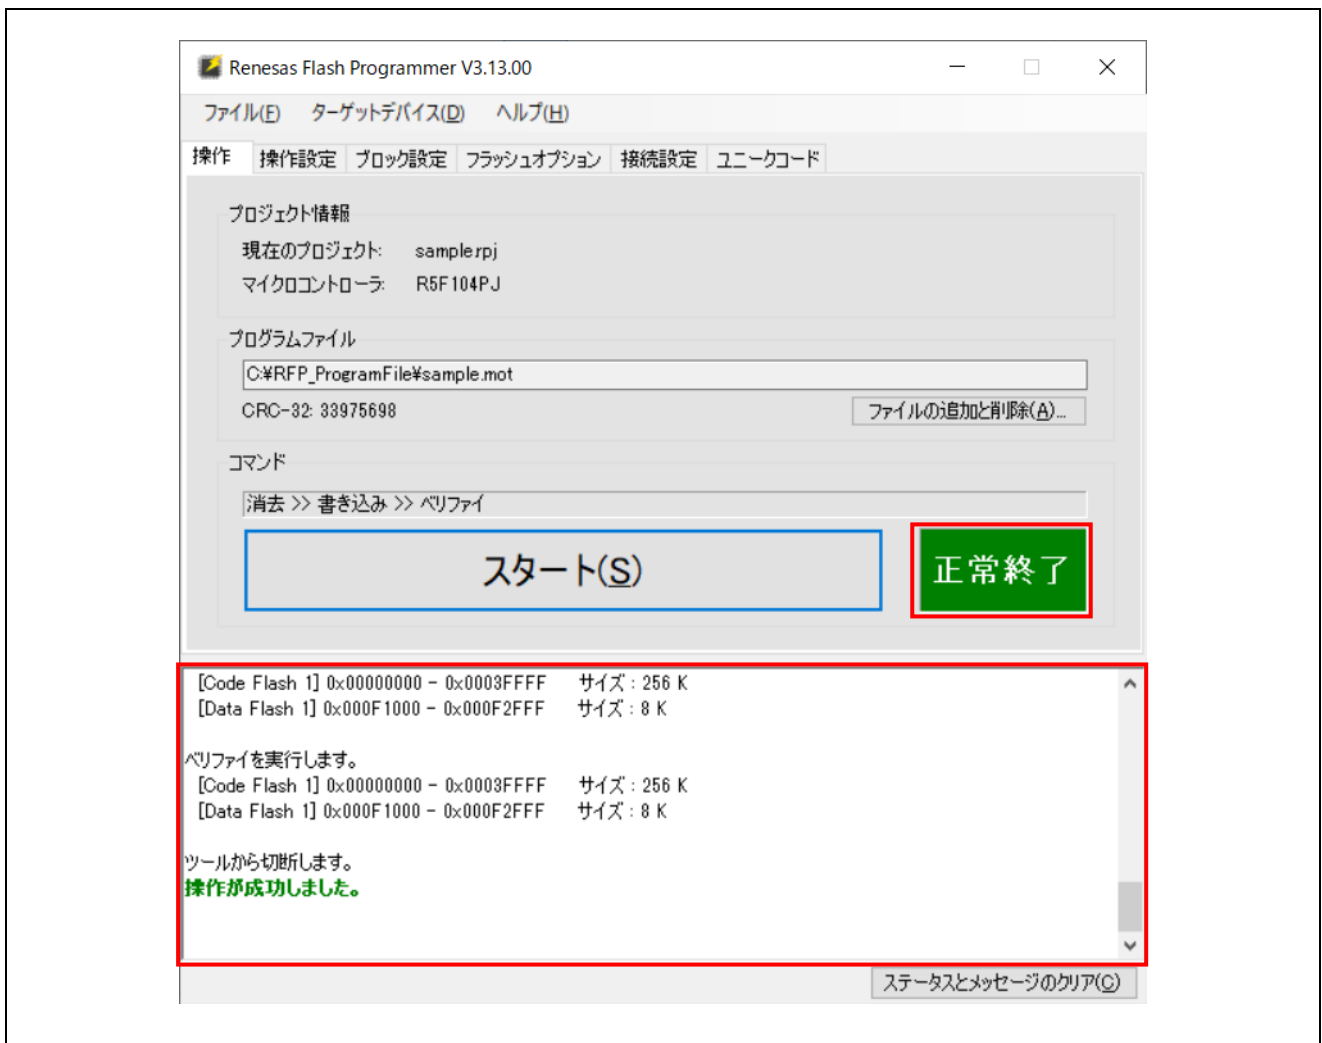 Renesas Flash Programmer V3.13.00
ファイル(F) ターゲットデバイス(D) ヘルプ(H)
操作 操作設定 ブロック設定 フラッシュオプション 接続設定 ユニークコード
プロジェクト情報
現在のプロジェクト: sample.rpj
マイクロコントローラ: R5F104PJ
プログラムファイル
C:¥RFP_ProgramFile¥sample.mot
CRC-32: 33975698 ファイルの追加と削除(A)...
コマンド
消去 >> 書き込み >> ベリファイ
スタート(S) 正常終了
[Code Flash 1] 0x00000000 - 0x0003FFFF サイズ : 256 K
[Data Flash 1] 0x000F1000 - 0x000F2FFF サイズ : 8 K
ベリファイを実行します。
[Code Flash 1] 0x00000000 - 0x0003FFFF サイズ : 256 K
[Data Flash 1] 0x000F1000 - 0x000F2FFF サイズ : 8 K
ツールから切断します。
操作が成功しました。
ステータスとメッセージのクリア(C)